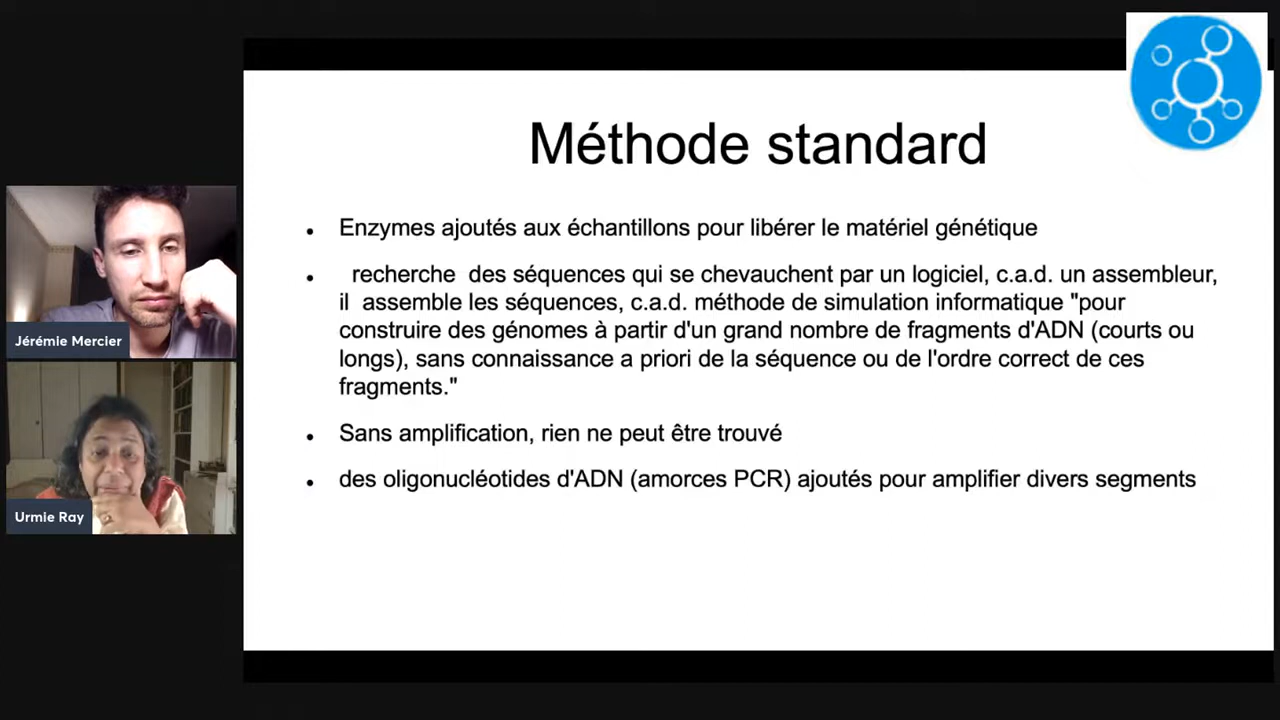 Méthode standard
Enzymes ajoutés aux échantillons pour libérer le matériel génétique
recherche des séquences qui se chevauchent par un logiciel, c.a.d. un assembleur,
il assemble les séquences, c.a.d. méthode de simulation informatique "pour
construire des génomes à partir d'un grand nombre de fragments d'ADN (courts ou
longs), sans connaissance a priori de la séquence ou de l'ordre correct de ces
fragments."
Sans amplification, rien ne peut être trouvé
des oligonucléotides d'ADN (amorces PCR) ajoutés pour amplifier divers segments
Jérémie Mercier
Urmie Ray